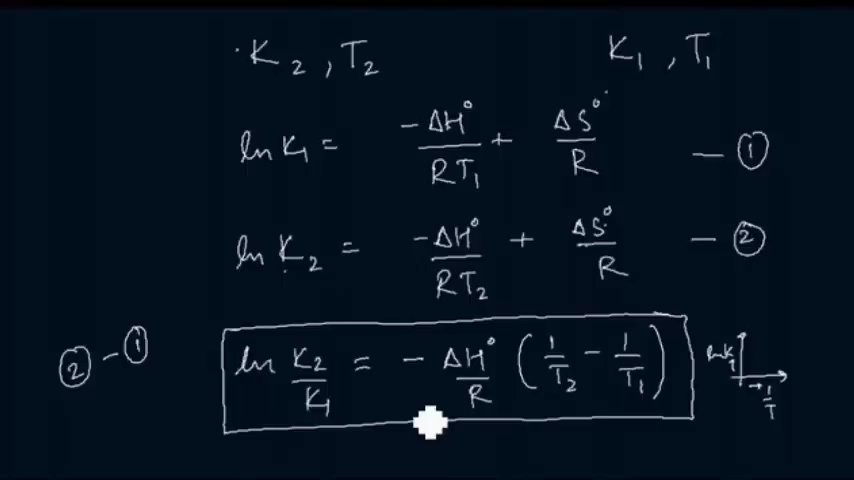 K₂, T₂ K₁, T₁
ln K₁ = -ΔH°/RT₁ + ΔS°/R — ①
ln K₂ = -ΔH°/RT₂ + ΔS°/R — ②
② - ① ln K₂/K₁ = - ΔH°/R (1/T₂ - 1/T₁)
ln K
→ 1/T